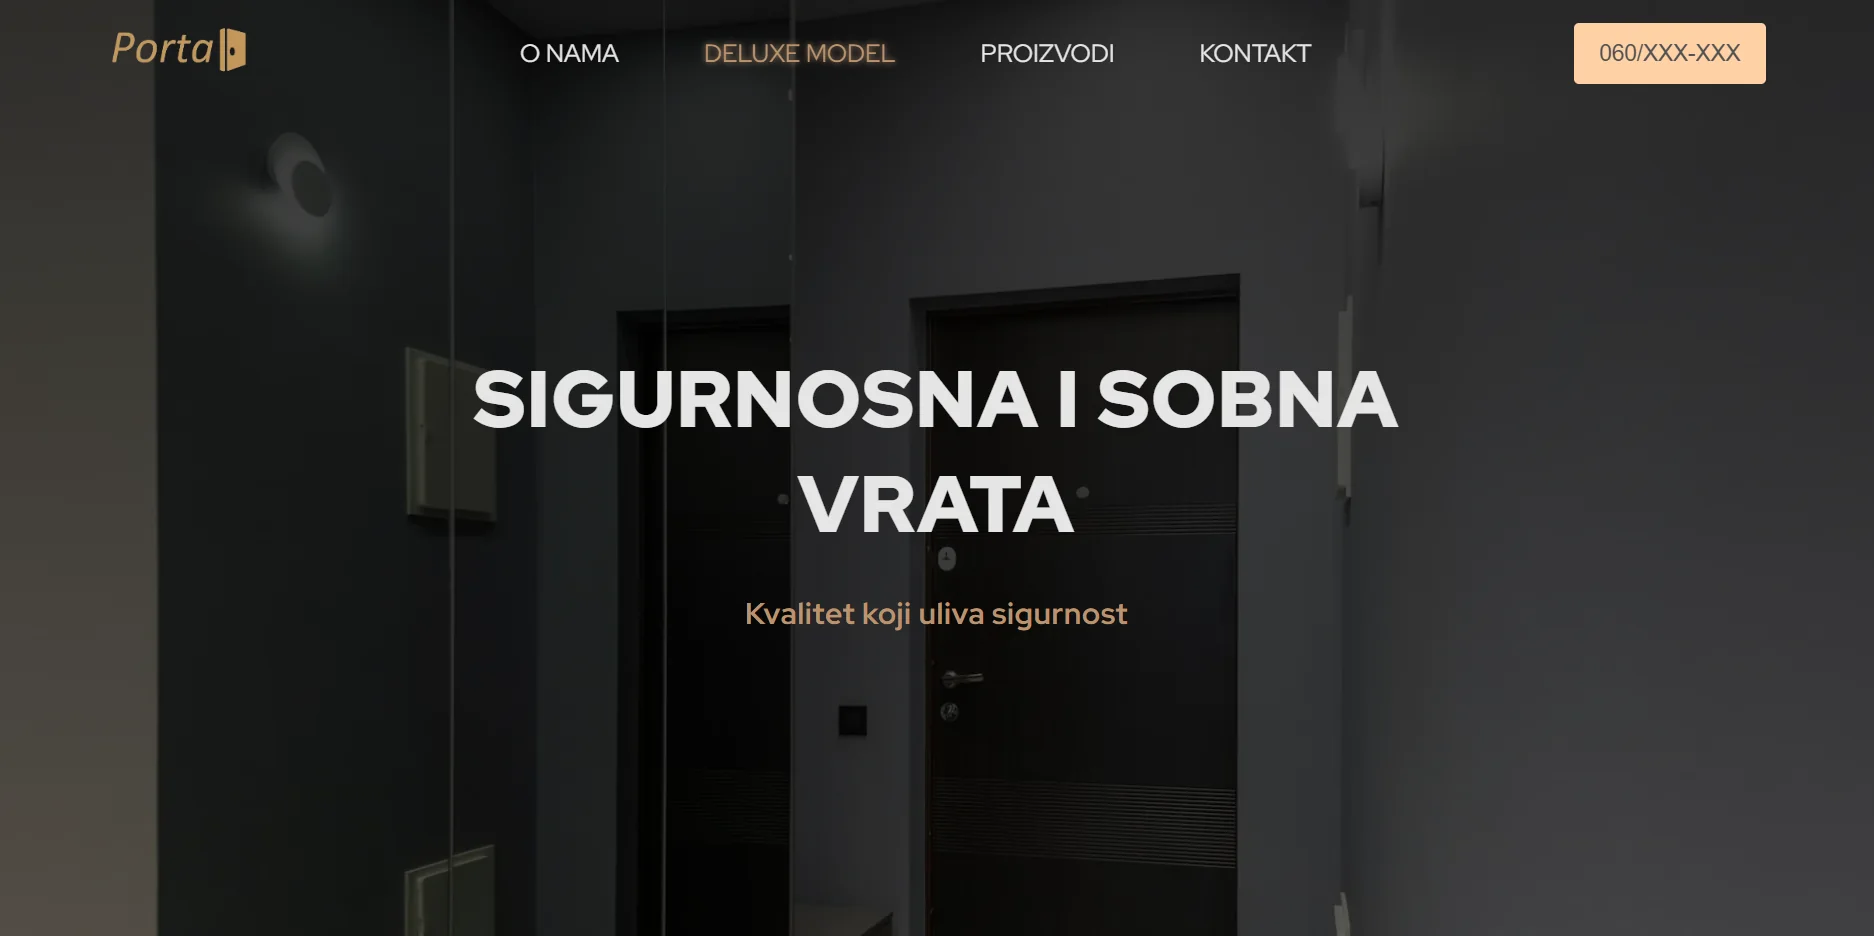 Porta
O NAMA
DELUXE MODEL
PROIZVODI
KONTAKT
060/XXX-XXX
SIGURNOSNA I SOBNA
VRATA
Kvalitet koji uliva sigurnost